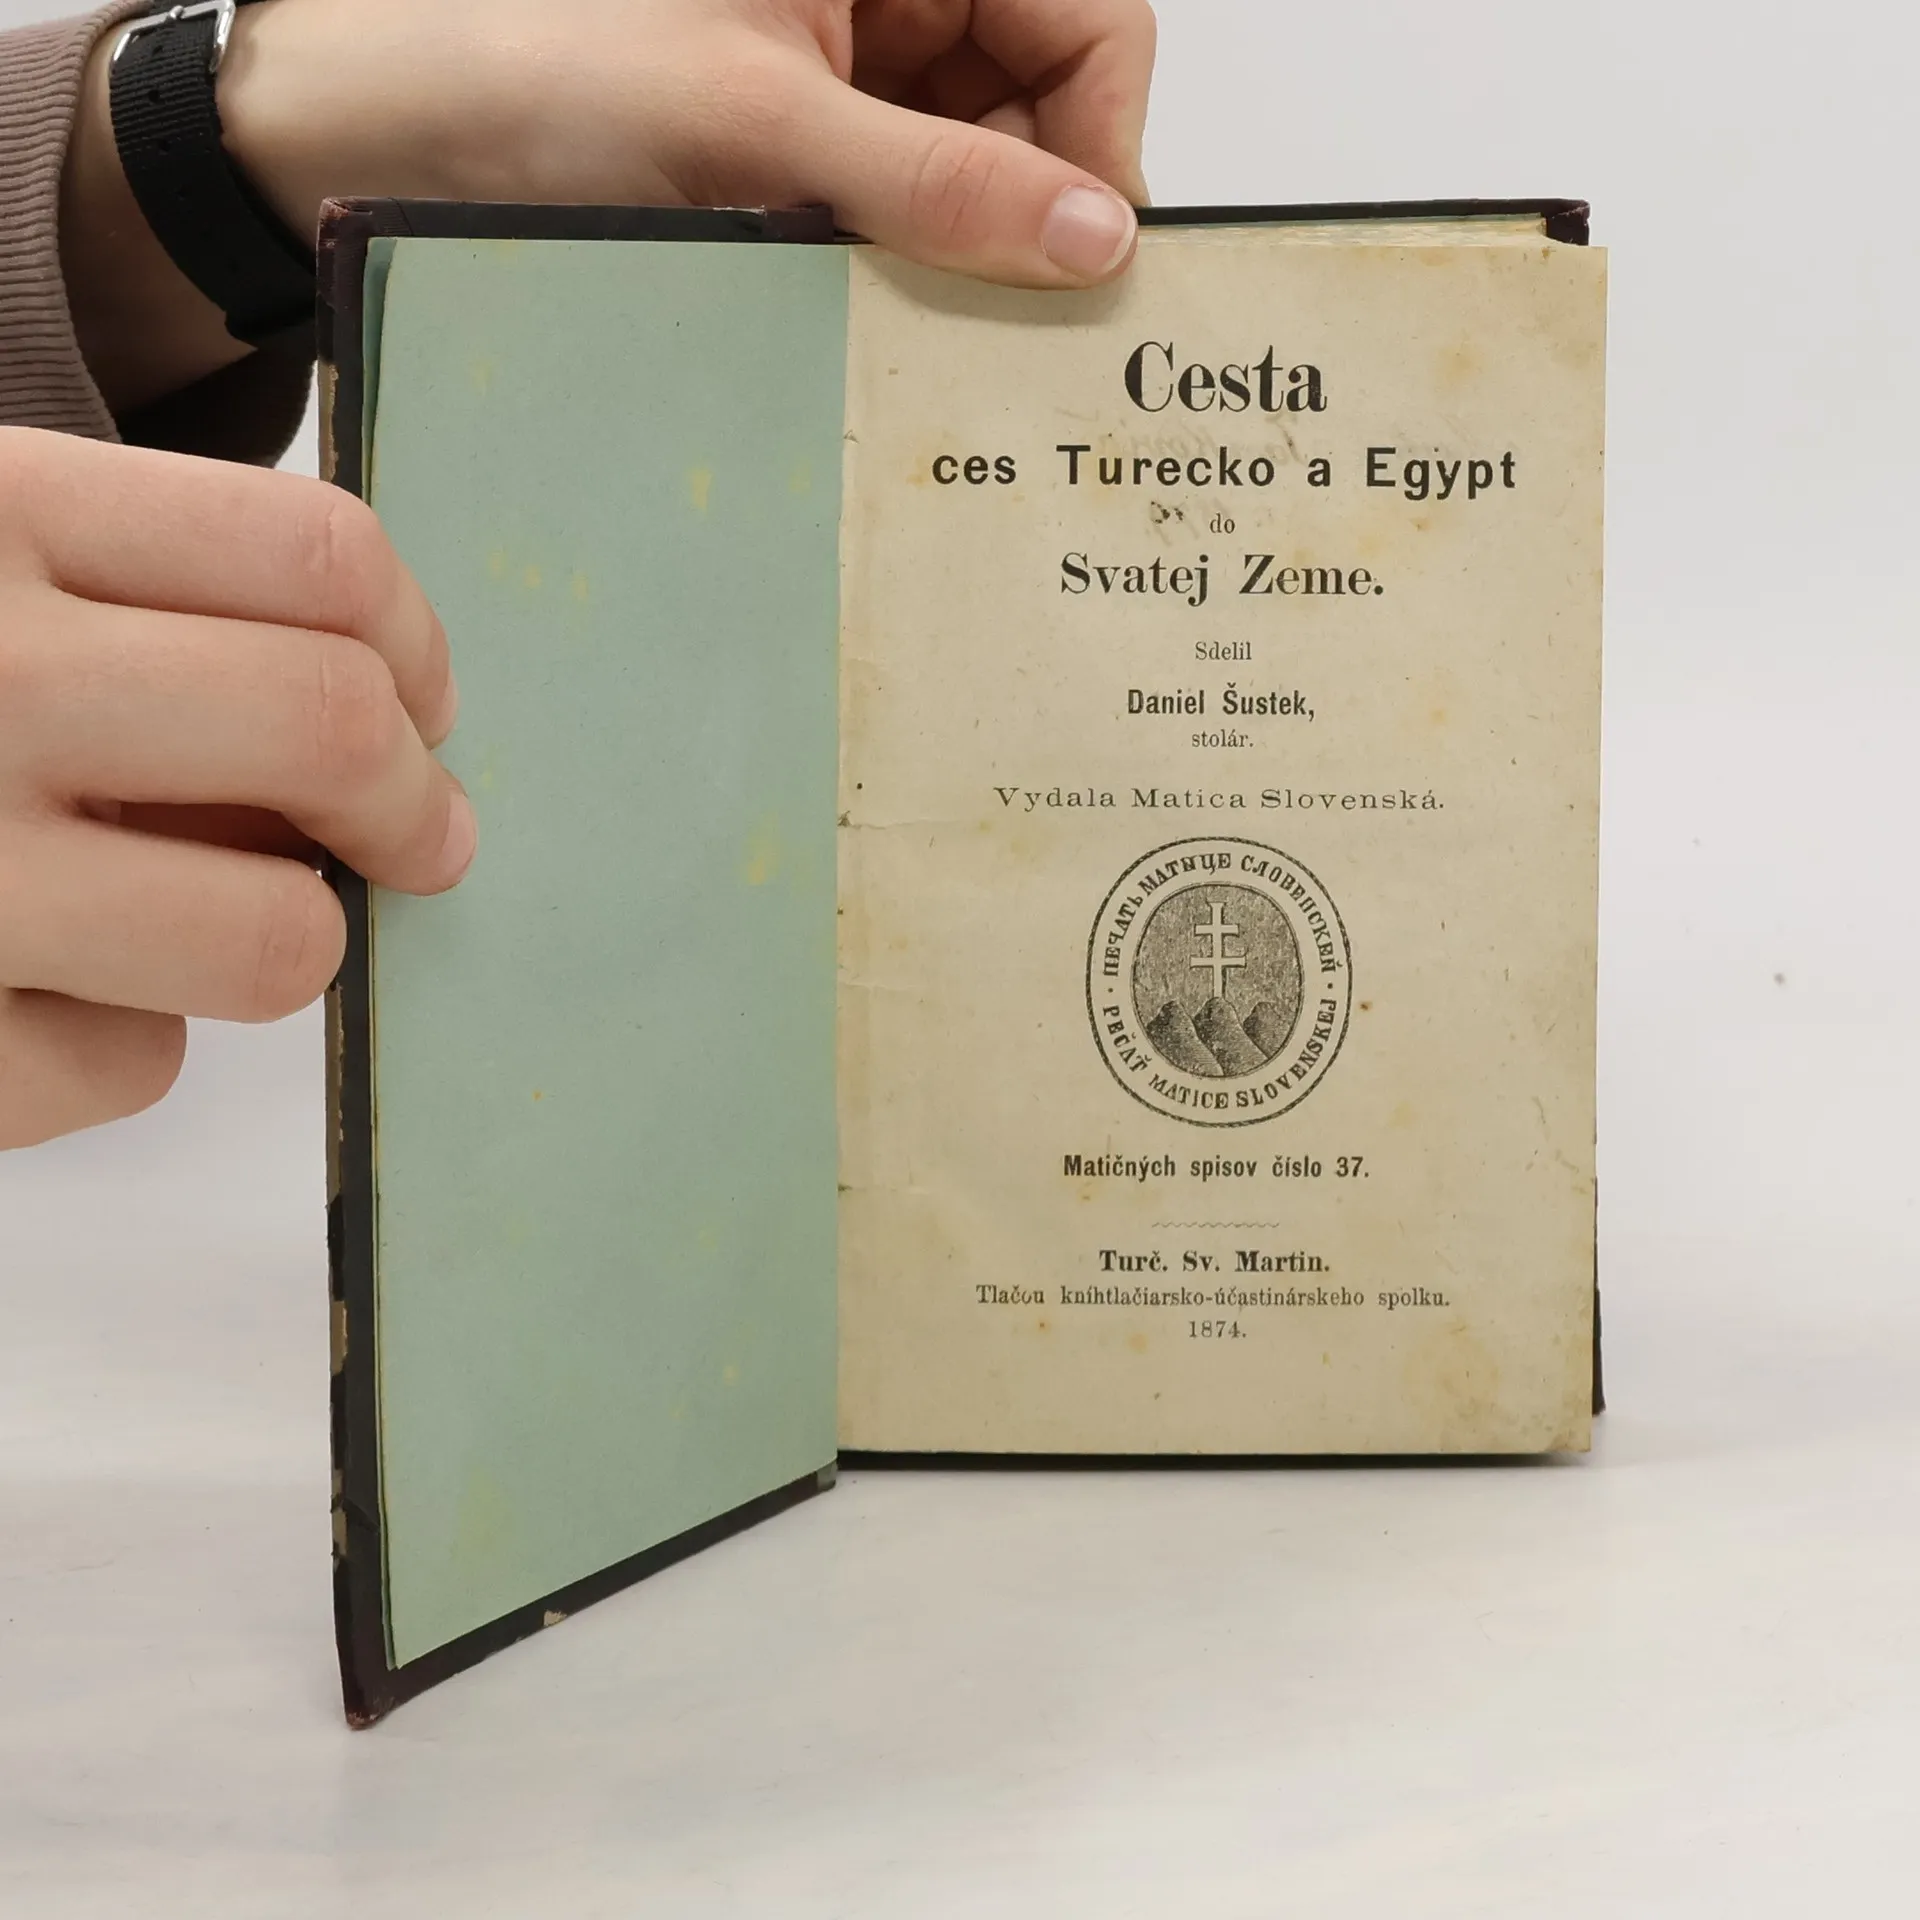 Cesta
ces Turecko a Egypt
do
Svatej Zeme.
Sdelil
Daniel Šustek,
stolár.
Vydala Matica Slovenská.
ПЕЧАТЬ МАТЫЦЕ СЛОВЕНСКЕЙ
PEČAŤ MATICE SLOVENSKEJ
Matičných spisov číslo 37.
Turč. Sv. Martin.
Tlačou kníhtlačiarsko-účastinárskeho spolku.
1874.